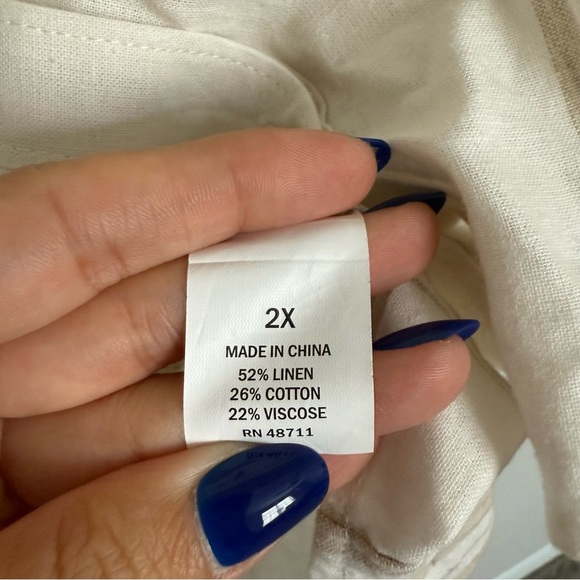 2X
MADE IN CHINA
52% LINEN
26% COTTON
22% VISCOSE
RN 48711